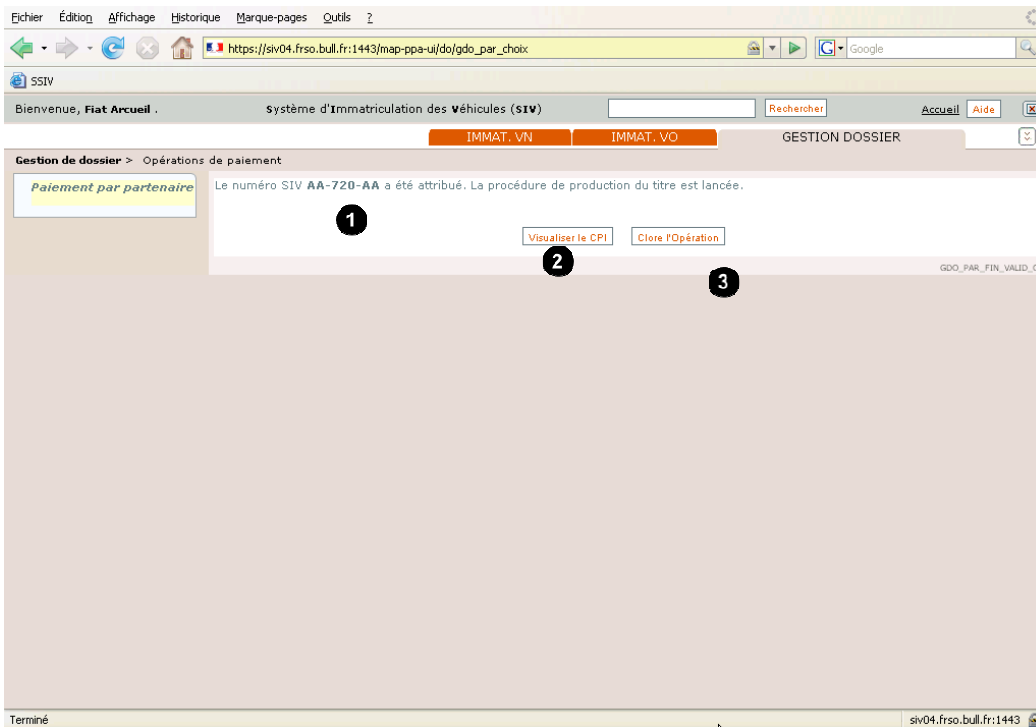 Fichier Édition Affichage Historique Marque-pages Outils ?
https://siv04.frso.bull.fr:1443/map-ppa-ui/do/gdo_par_choix G Google
SSIV
Bienvenue, Fiat Arcueil . Système d'Immatriculation des Véhicules (SIV) Rechercher Accueil Aide
IMMAT. VN IMMAT. VO GESTION DOSSIER
Gestion de dossier > Opérations de paiement
Paiement par partenaire
Le numéro SIV AA-720-AA a été attribué. La procédure de production du titre est lancée.
1
Visualiser le CPI Clore l'Opération
2
3
GDO_PAR_FIN_VALID_
Terminé siv04.frso.bull.fr:1443